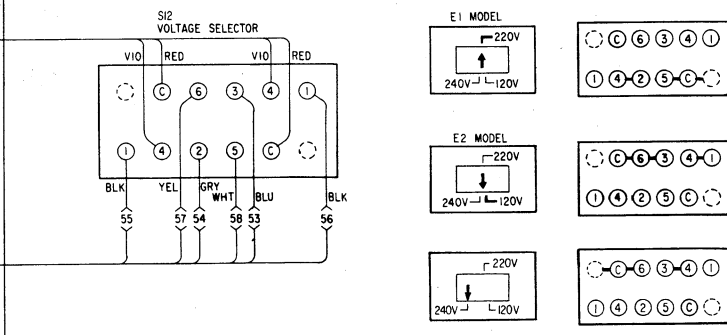 S12
VOLTAGE SELECTOR
VIO RED VIO RED
C 6 3 4 1
1 4 2 5 C
BLK YEL GRY WHT BLU BLK
55 57 54 58 53 56
E1 MODEL
220V
240V 120V
C 6 3 4 1
1 4 2 5 C
E2 MODEL
220V
240V 120V
C 6 3 4 1
1 4 2 5 C
220V
240V 120V
C 6 3 4 1
1 4 2 5 C